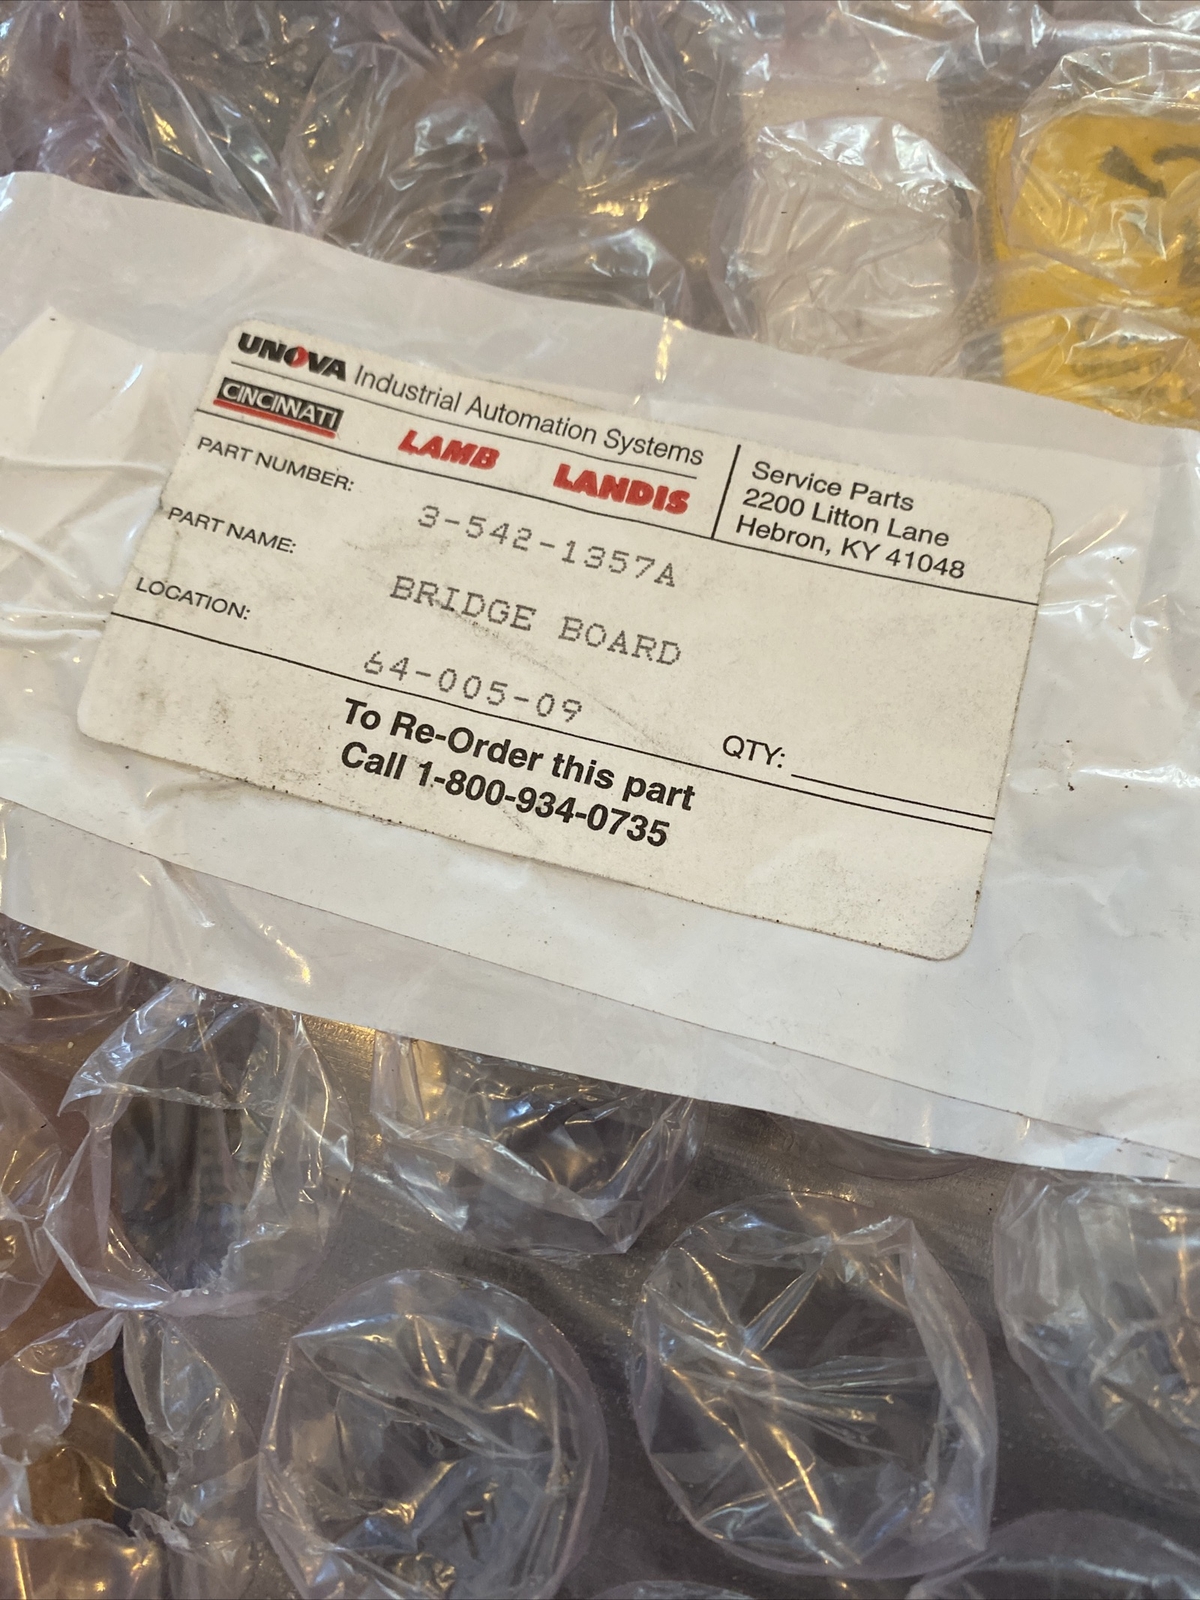 UNOVA Industrial Automation Systems
CINCINNATI LAMB LANDIS
Service Parts
2200 Litton Lane
Hebron, KY 41048
PART NUMBER: 3-542-1357A
PART NAME: BRIDGE BOARD
LOCATION: 64-005-09
QTY:
To Re-Order this part
Call 1-800-934-0735